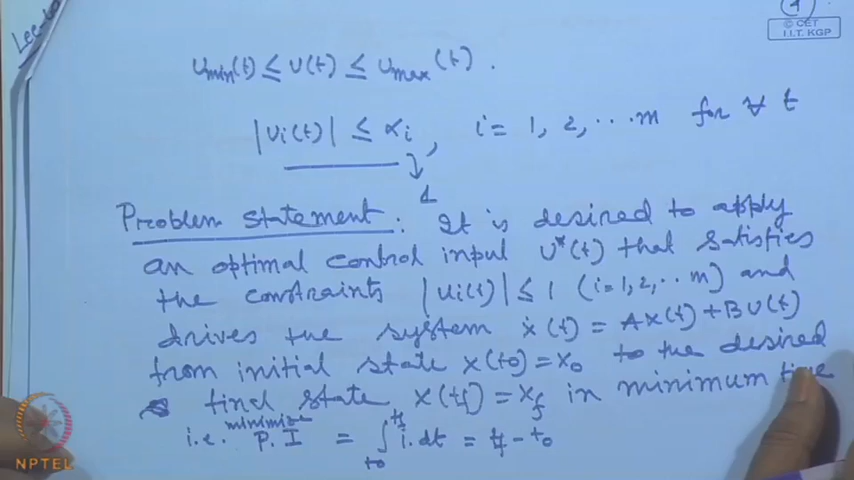 Lec-60
4
© CET
I.I.T. KGP
Umin(t) ≤ U(t) ≤ Umax(t).
|Ui(t)| ≤ αi, i = 1, 2, ... m for ∀ t
1
Problem statement: It is desired to apply
an optimal control input U*(t) that satisfies
the constraints |Ui(t)| ≤ 1 (i=1,2,.. m) and
drives the system ẋ(t) = Ax(t) + BU(t)
from initial state x(t0) = x0 to the desired
final state x(tf) = xf in minimum time
minimize
i.e. P.I = ∫t0^tf 1. dt = tf - t0
NPTEL